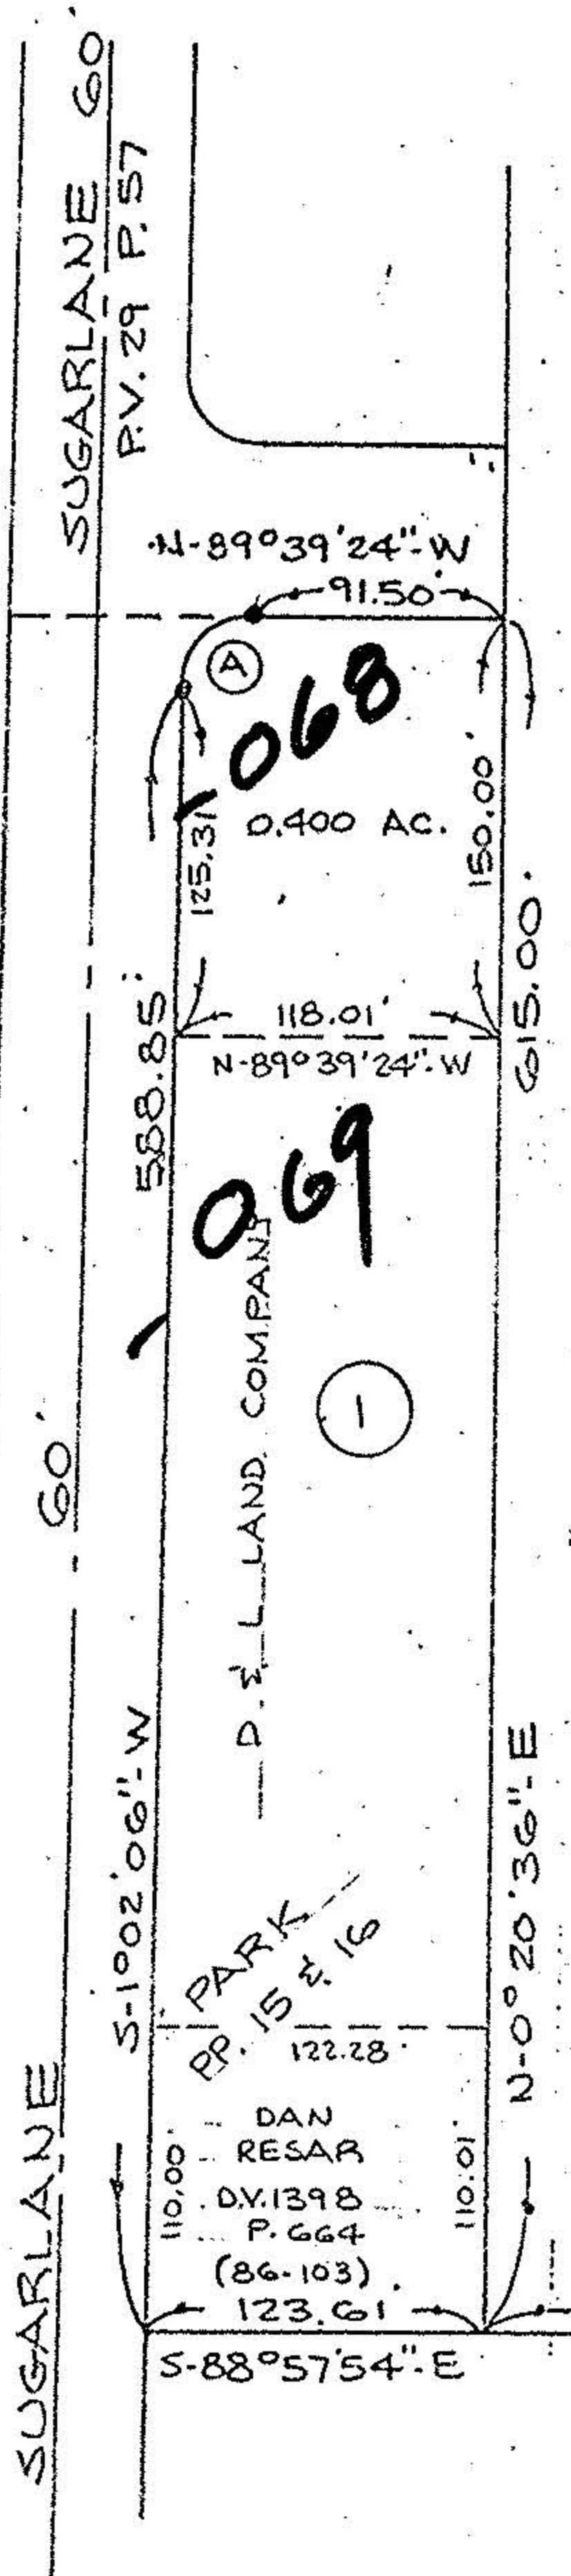 SUGARLANE 60'
P.V. 29 P. 57
N-89°39'24"-W
91.50'
A
068
125.31
0.400 AC.
150.00'
118.01'
N-89°39'24"-W
588.85'
615.00'
069
D. & L LAND COMPANY
1
60'
S-1°02'06"-W
PARK
PP. 15 & 16
N-0°20'36"-E
122.28'
SUGARLANE
110.00'
DAN
RESAR
D.V. 1398
P. 664
(86-103)
110.01'
123.61'
S-88°57'54"-E